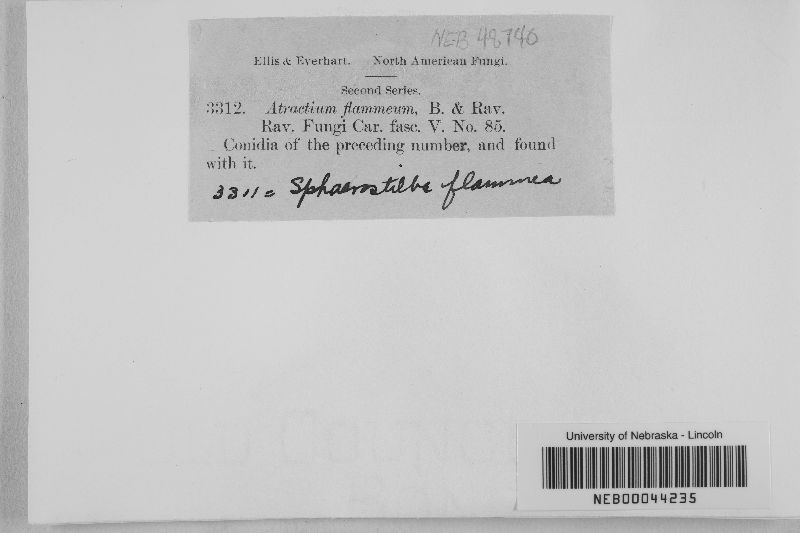 NEB 48740
Ellis & Everhart. North American Fungi.
Second Series.
3312. Atractium flammeum, B. & Rav.
Rav. Fungi Car. fasc. V. No. 85.
Conidia of the preceding number, and found
with it.
3311 = Sphaerostilbe flammea
University of Nebraska - Lincoln
NEB00044235